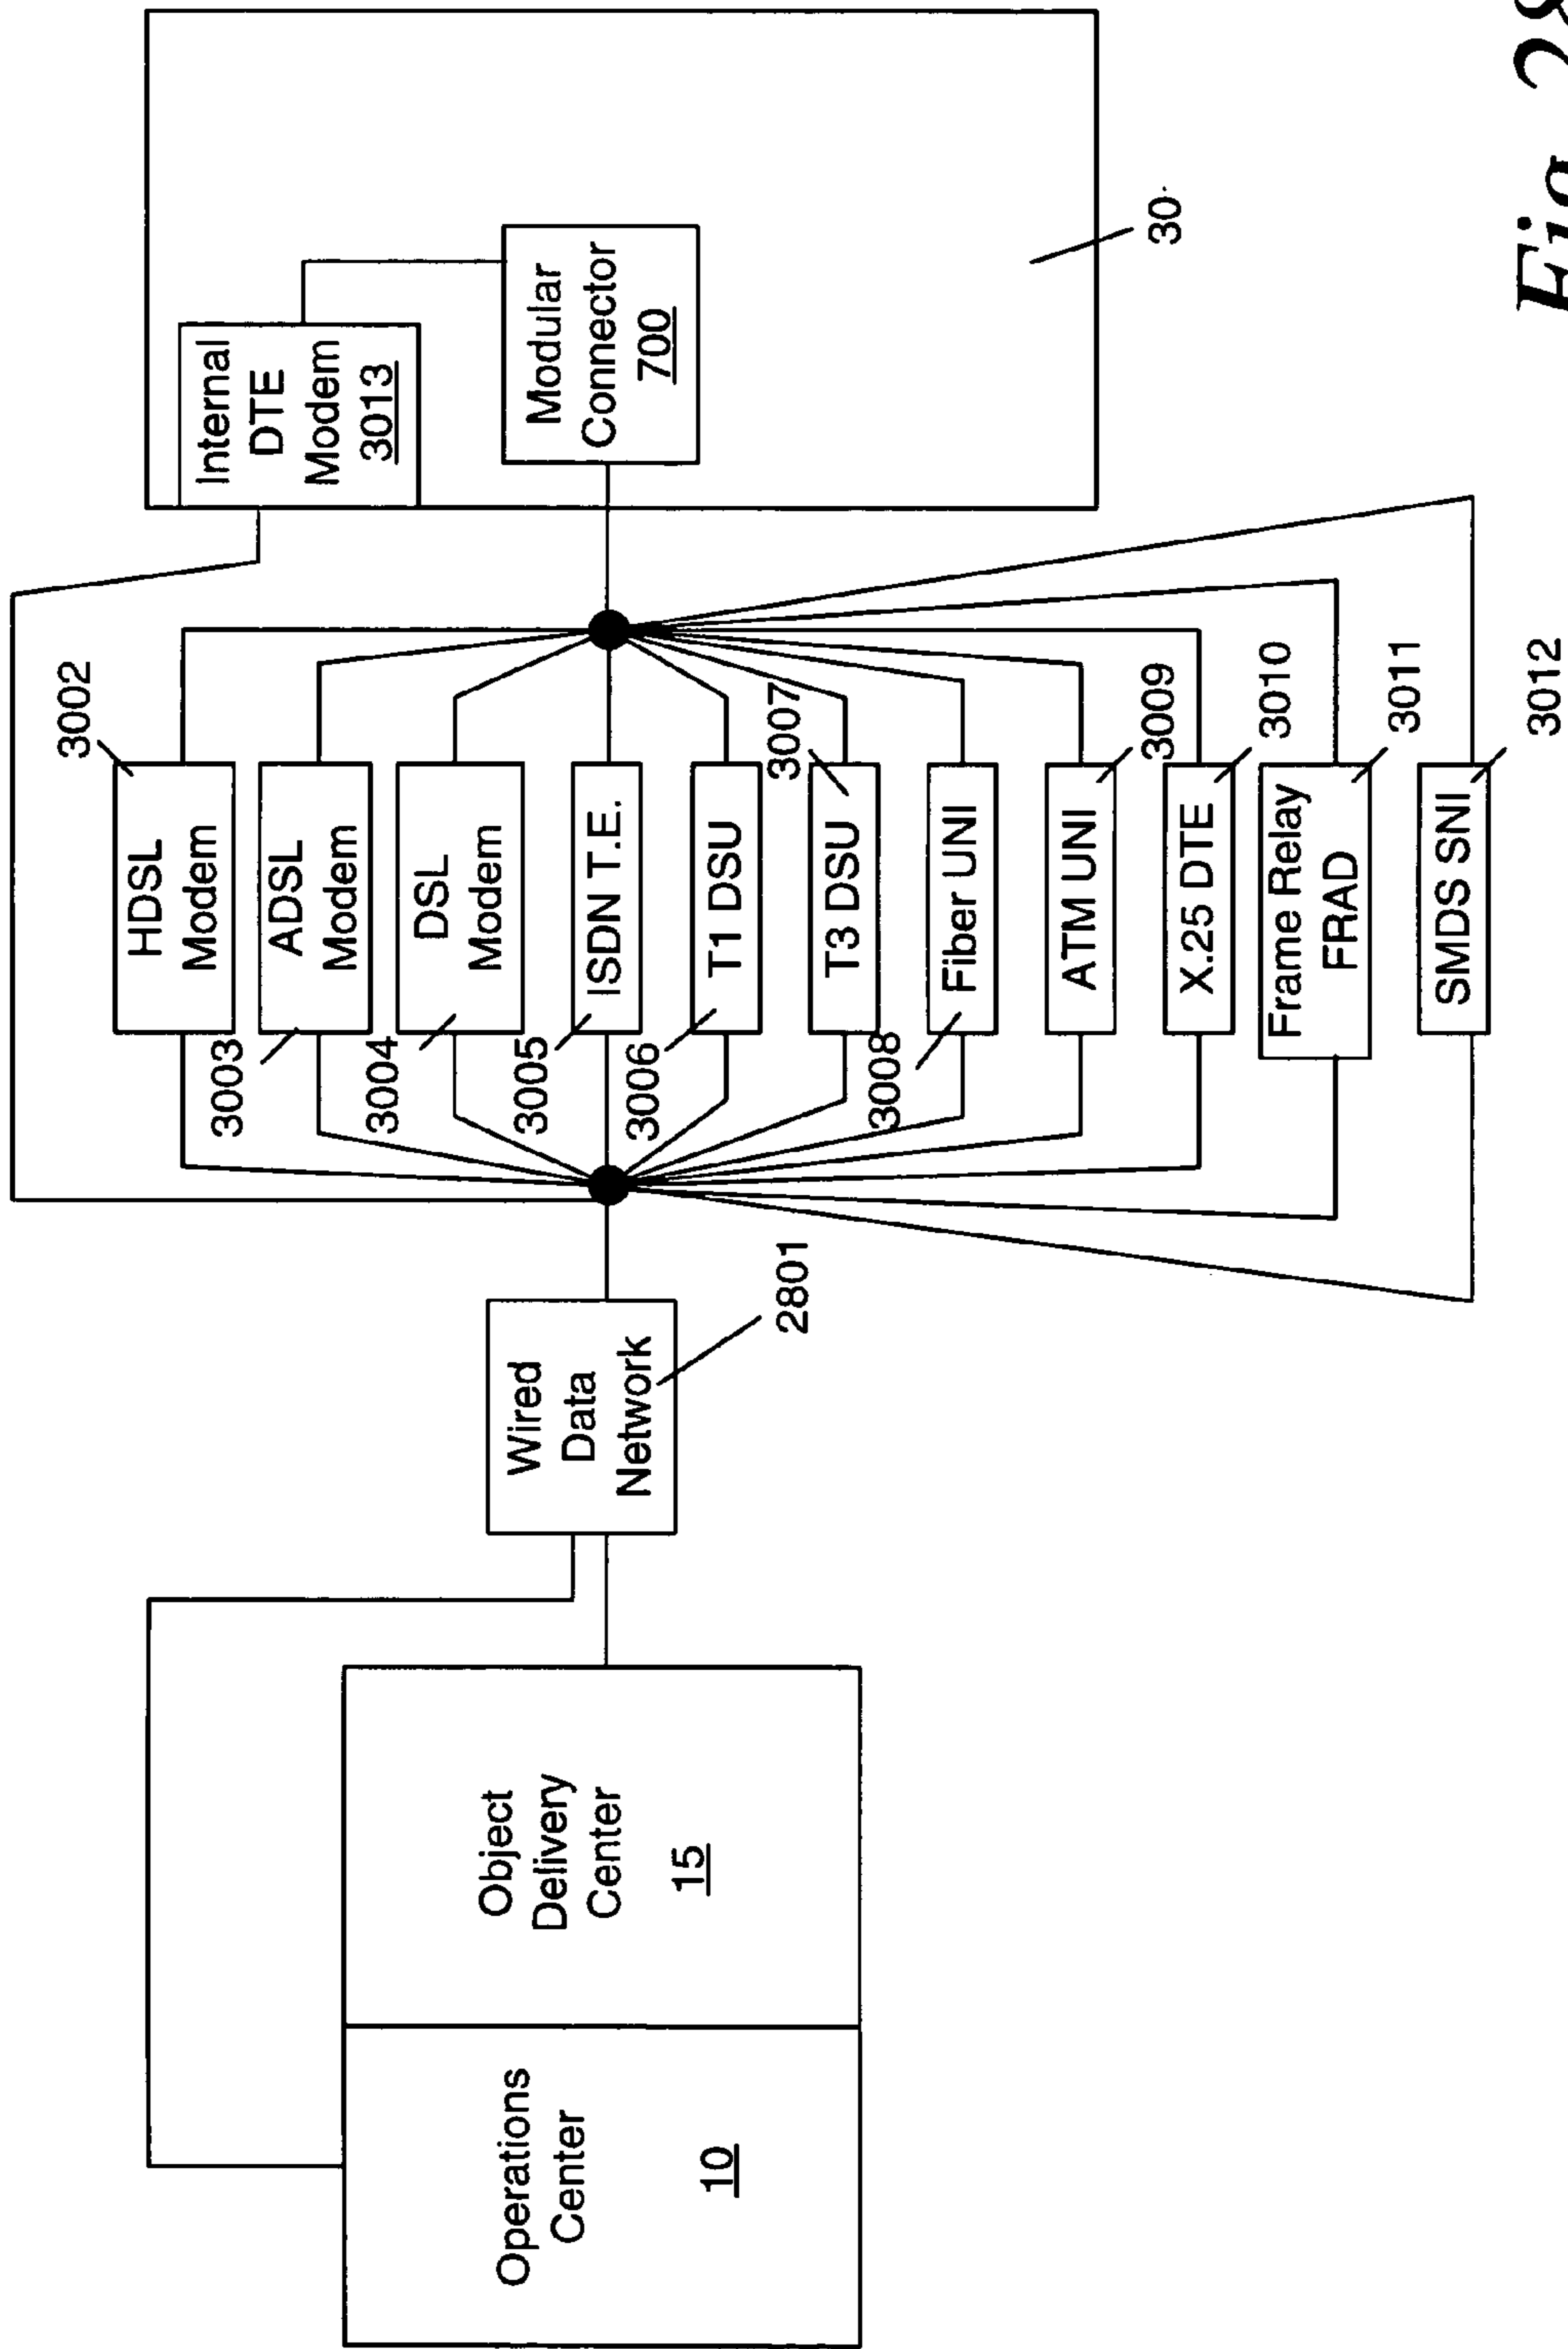 Operations
Center
10
Object
Delivery
Center
15
Wired
Data
Network
2801
3002
HDSL
Modem
3003
ADSL
Modem
3004
DSL
Modem
3005
ISDN T.E.
3006
T1 DSU
3007
T3 DSU
3008
Fiber UNI
ATM UNI
3009
X.25 DTE
3010
Frame Relay
FRAD
3011
SMDS SNI
3012
Internal
DTE
Modem
3013
Modular
Connector
700
30
Fig. 28